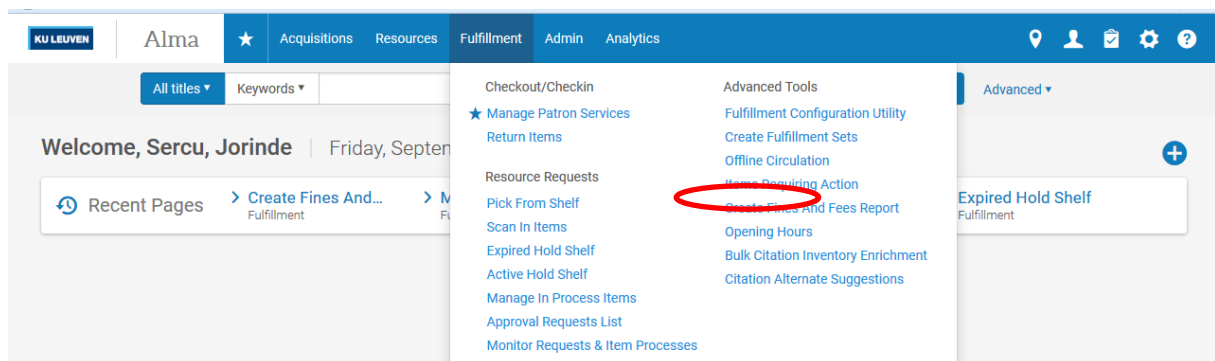 KU LEUVEN Alma Acquisitions Resources Fulfillment Admin Analytics
All titles Keywords Advanced
Welcome, Sercu, Jorinde Friday, Septen
Recent Pages
Create Fines And...
Fulfillment
M
Fu
Expired Hold Shelf
Fulfillment
Checkout/Checkin
Manage Patron Services
Return Items
Resource Requests
Pick From Shelf
Scan In Items
Expired Hold Shelf
Active Hold Shelf
Manage In Process Items
Approval Requests List
Monitor Requests & Item Processes
Advanced Tools
Fulfillment Configuration Utility
Create Fulfillment Sets
Offline Circulation
Items Requiring Action
Create Fines And Fees Report
Opening Hours
Bulk Citation Inventory Enrichment
Citation Alternate Suggestions